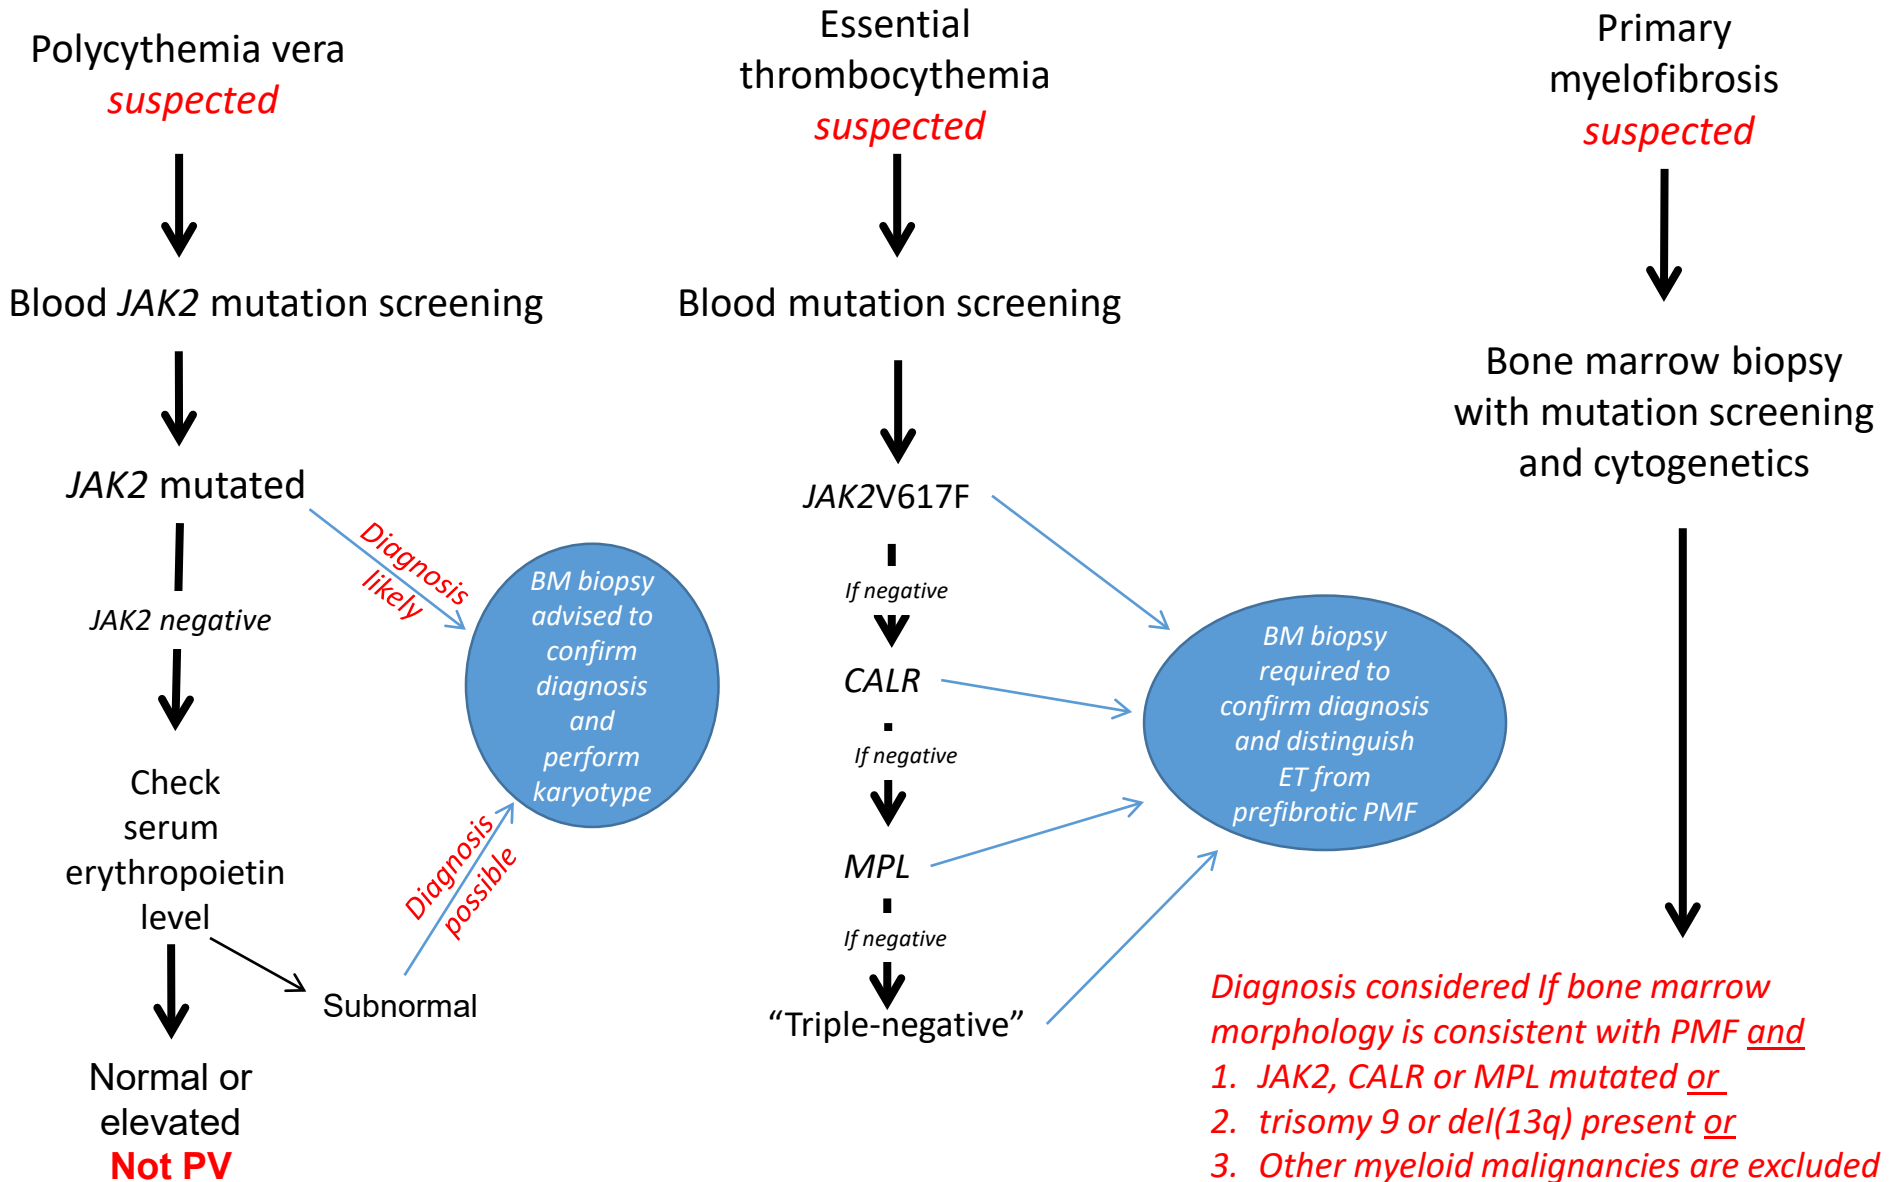 Polycythemia vera
suspected
Blood JAK2 mutation screening
JAK2 mutated
Diagnosis
likely
JAK2 negative
BM biopsy
advised to
confirm
diagnosis
and
perform
karyotype
Check
serum
erythropoietin
level
Diagnosis
possible
Subnormal
Normal or
elevated
Not PV
Essential
thrombocythemia
suspected
Blood mutation screening
JAK2V617F
If negative
CALR
If negative
MPL
If negative
“Triple-negative”
BM biopsy
required to
confirm diagnosis
and distinguish
ET from
prefibrotic PMF
Primary
myelofibrosis
suspected
Bone marrow biopsy
with mutation screening
and cytogenetics
Diagnosis considered If bone marrow
morphology is consistent with PMF and
1. JAK2, CALR or MPL mutated or
2. trisomy 9 or del(13q) present or
3. Other myeloid malignancies are excluded